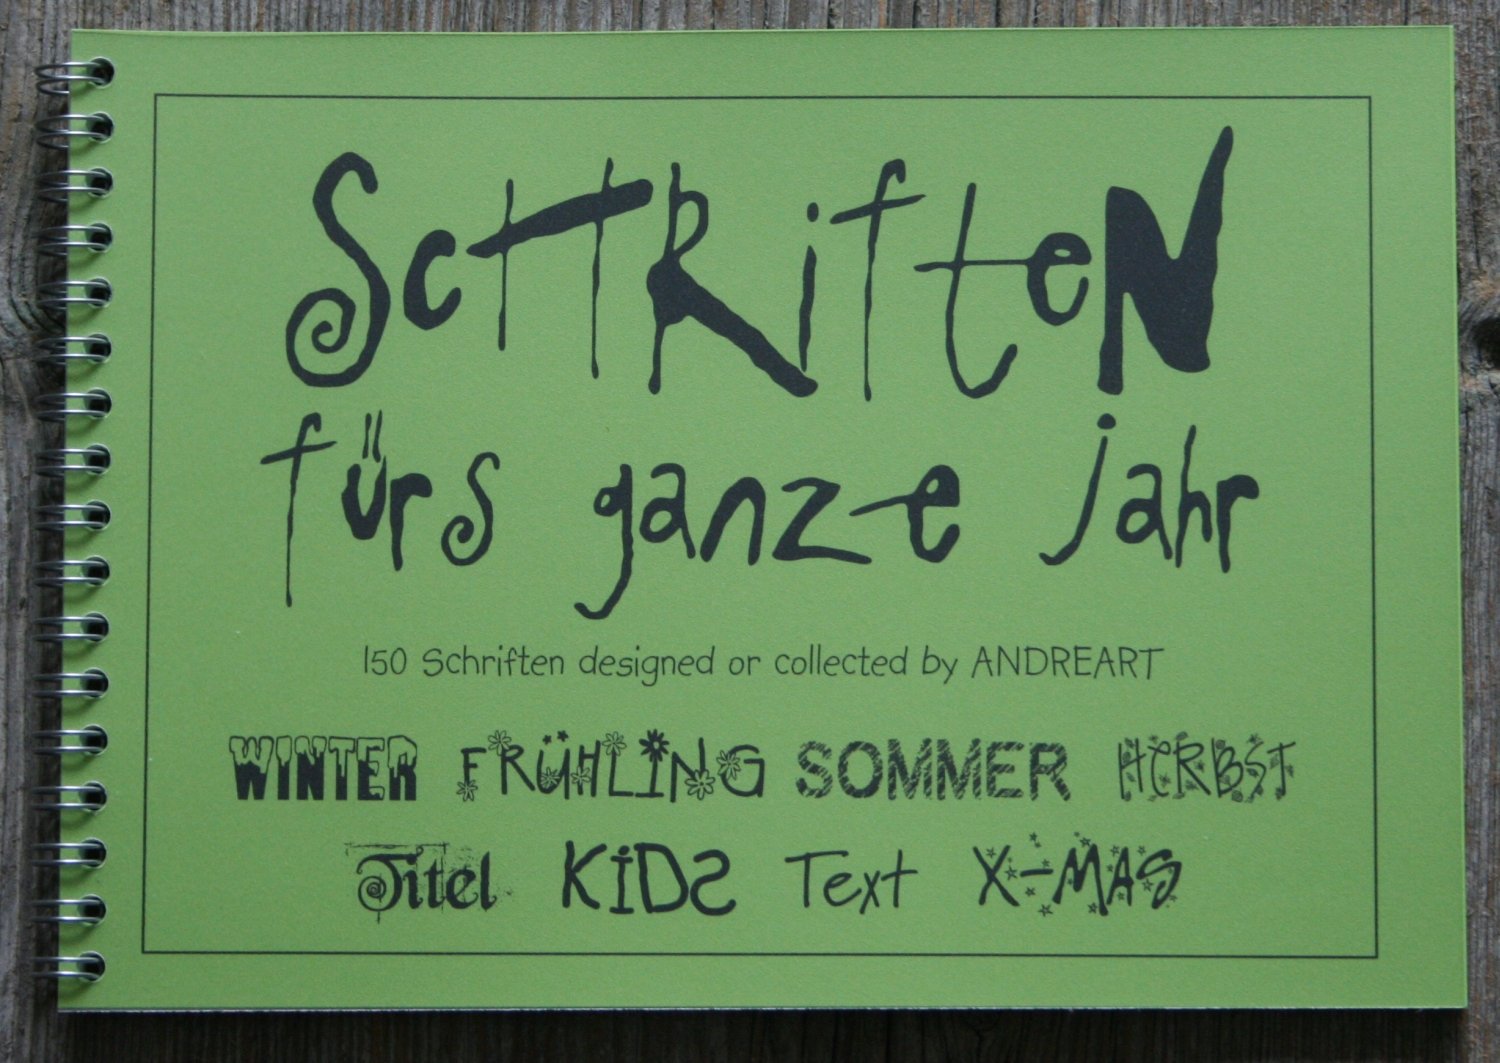 ScHRifteN
fürs ganze jahr
150 Schriften designed or collected by ANDREART
WINTER FRÜHLING SOMMER HERBST
Titel KiDS Text X-MAS